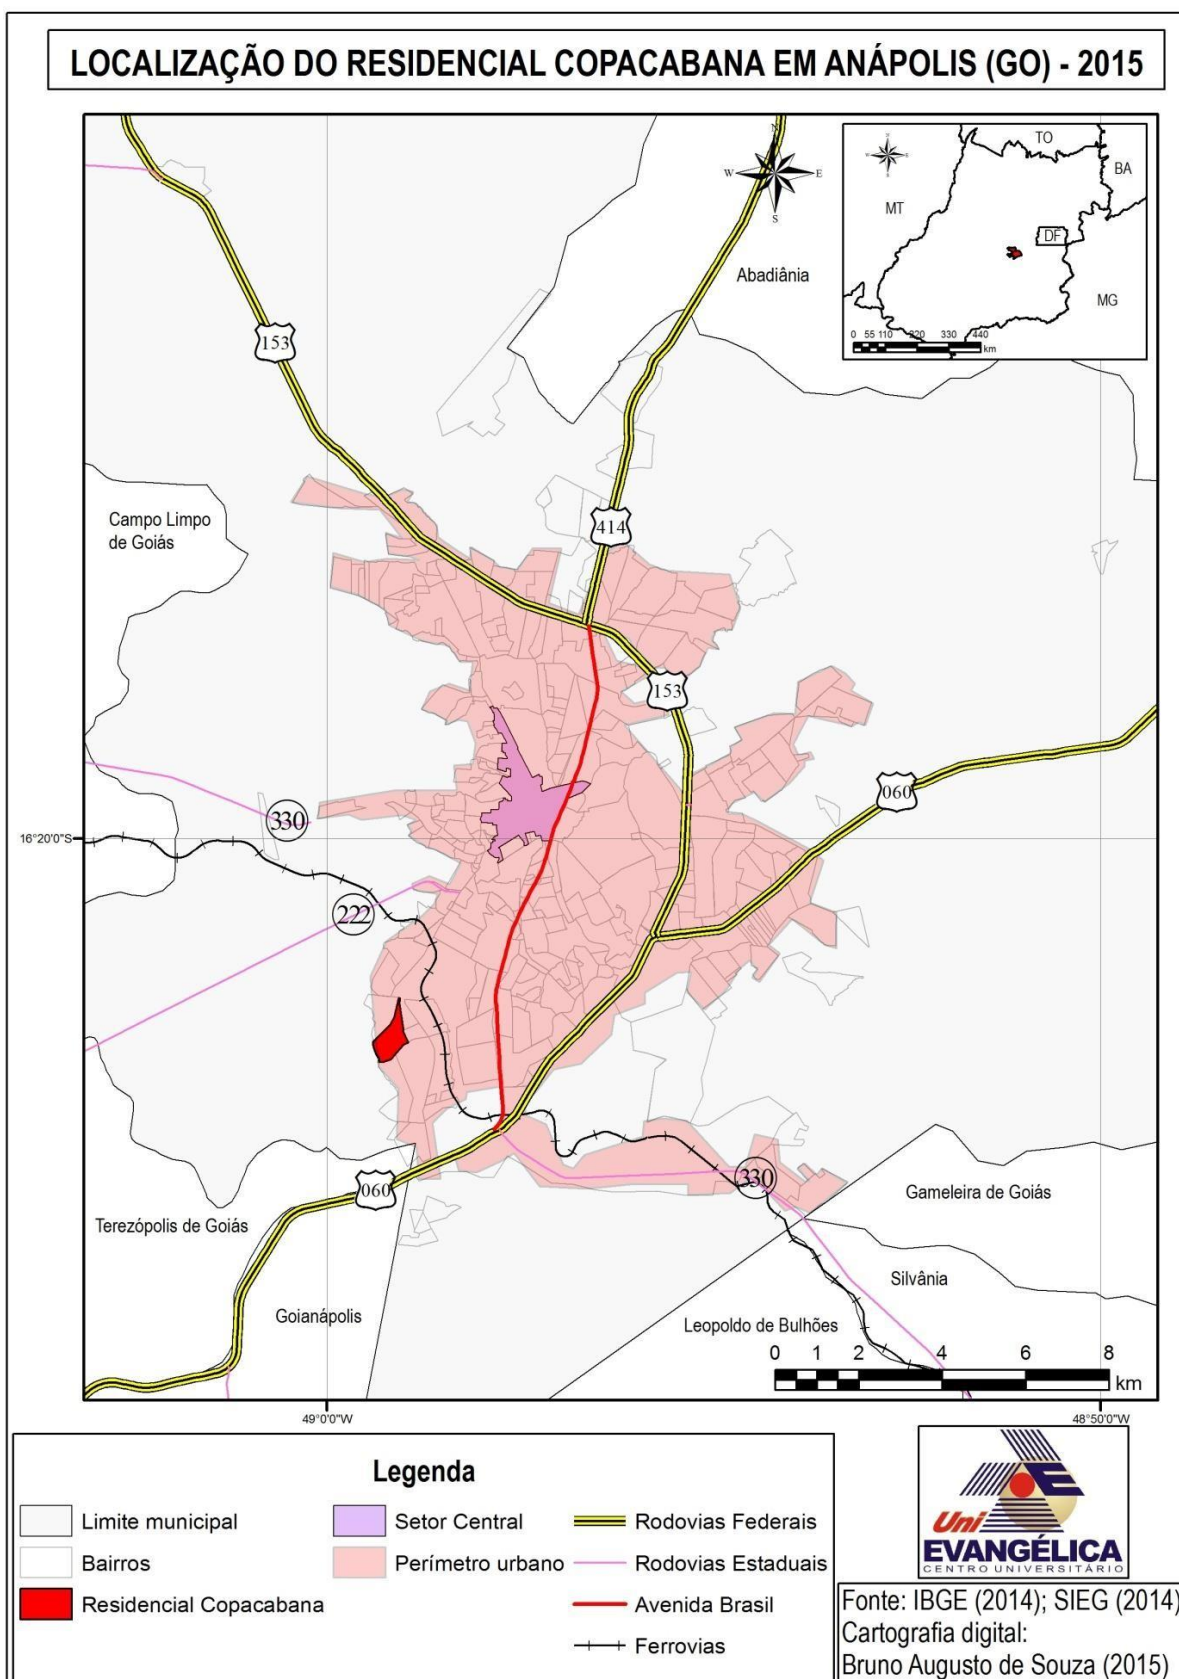 LOCALIZAÇÃO DO RESIDENCIAL COPACABANA EM ANÁPOLIS (GO) - 2015
N
W
E
S
Abadiânia
TO
BA
MT
DF
MG
0 55 110 220 330 440
km
153
414
Campo Limpo
de Goiás
153
060
330
16°20'0"S
222
060
330
Gameleira de Goiás
Terezópolis de Goiás
Silvânia
Goianápolis
Leopoldo de Bulhões
0 1 2 4 6 8
km
49°0'0"W
48°50'0"W
Legenda
Limite municipal
Bairros
Residencial Copacabana
Setor Central
Perímetro urbano
Rodovias Federais
Rodovias Estaduais
Avenida Brasil
Ferrovias
E
Uni
EVANGÉLICA
CENTRO UNIVERSITÁRIO
Fonte: IBGE (2014); SIEG (2014)
Cartografia digital:
Bruno Augusto de Souza (2015)